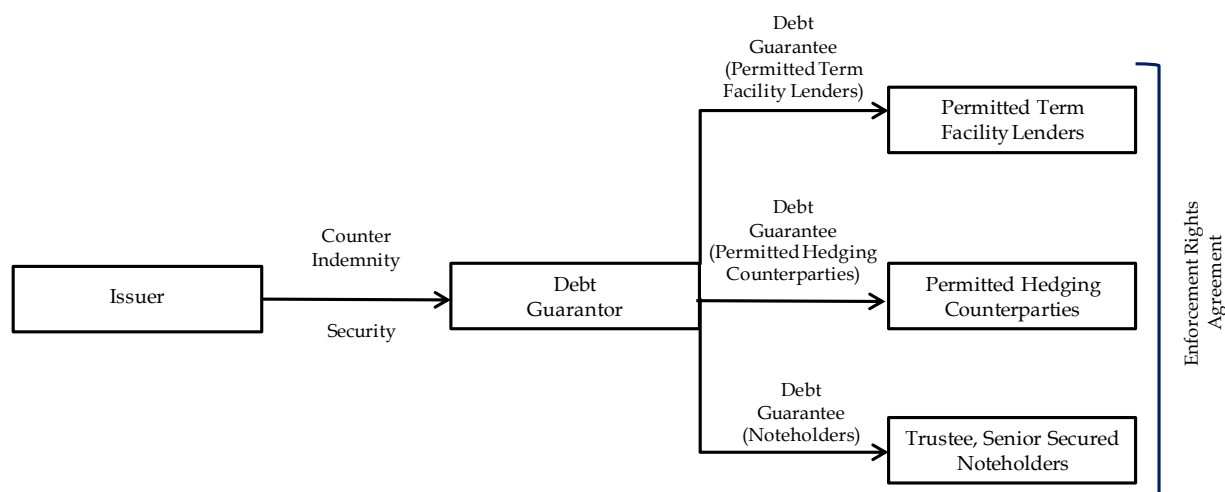 Issuer
Counter
Indemnity
Security
Debt
Guarantor
Debt
Guarantee
(Permitted Term
Facility Lenders)
Permitted Term
Facility Lenders
Debt
Guarantee
(Permitted Hedging
Counterparties)
Permitted Hedging
Counterparties
Debt
Guarantee
(Noteholders)
Trustee, Senior Secured
Noteholders
Enforcement Rights
Agreement